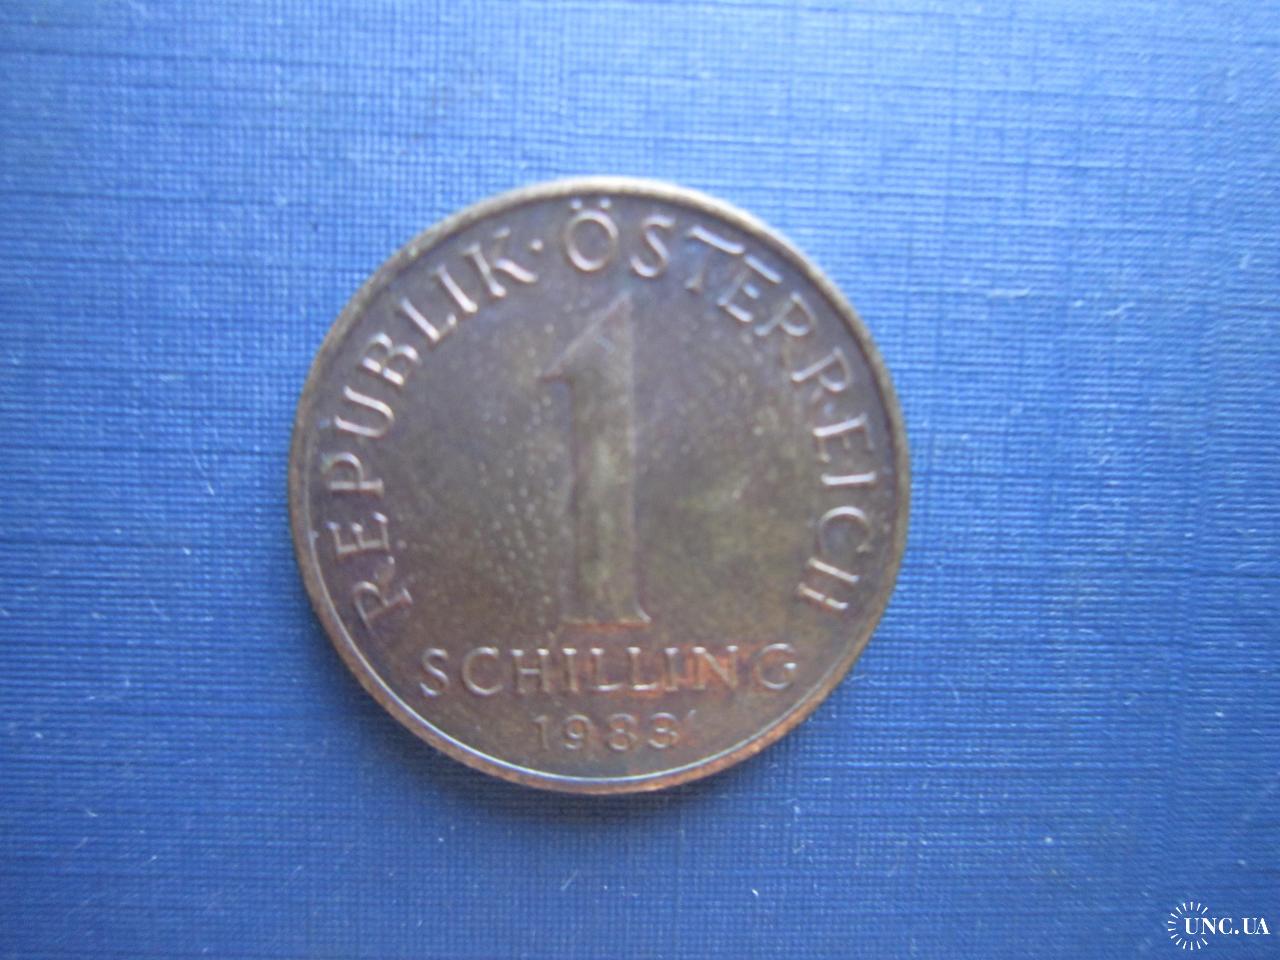 REPUBLIK · ÖSTERREICH
1
SCHILLING
1983
UNC.UA